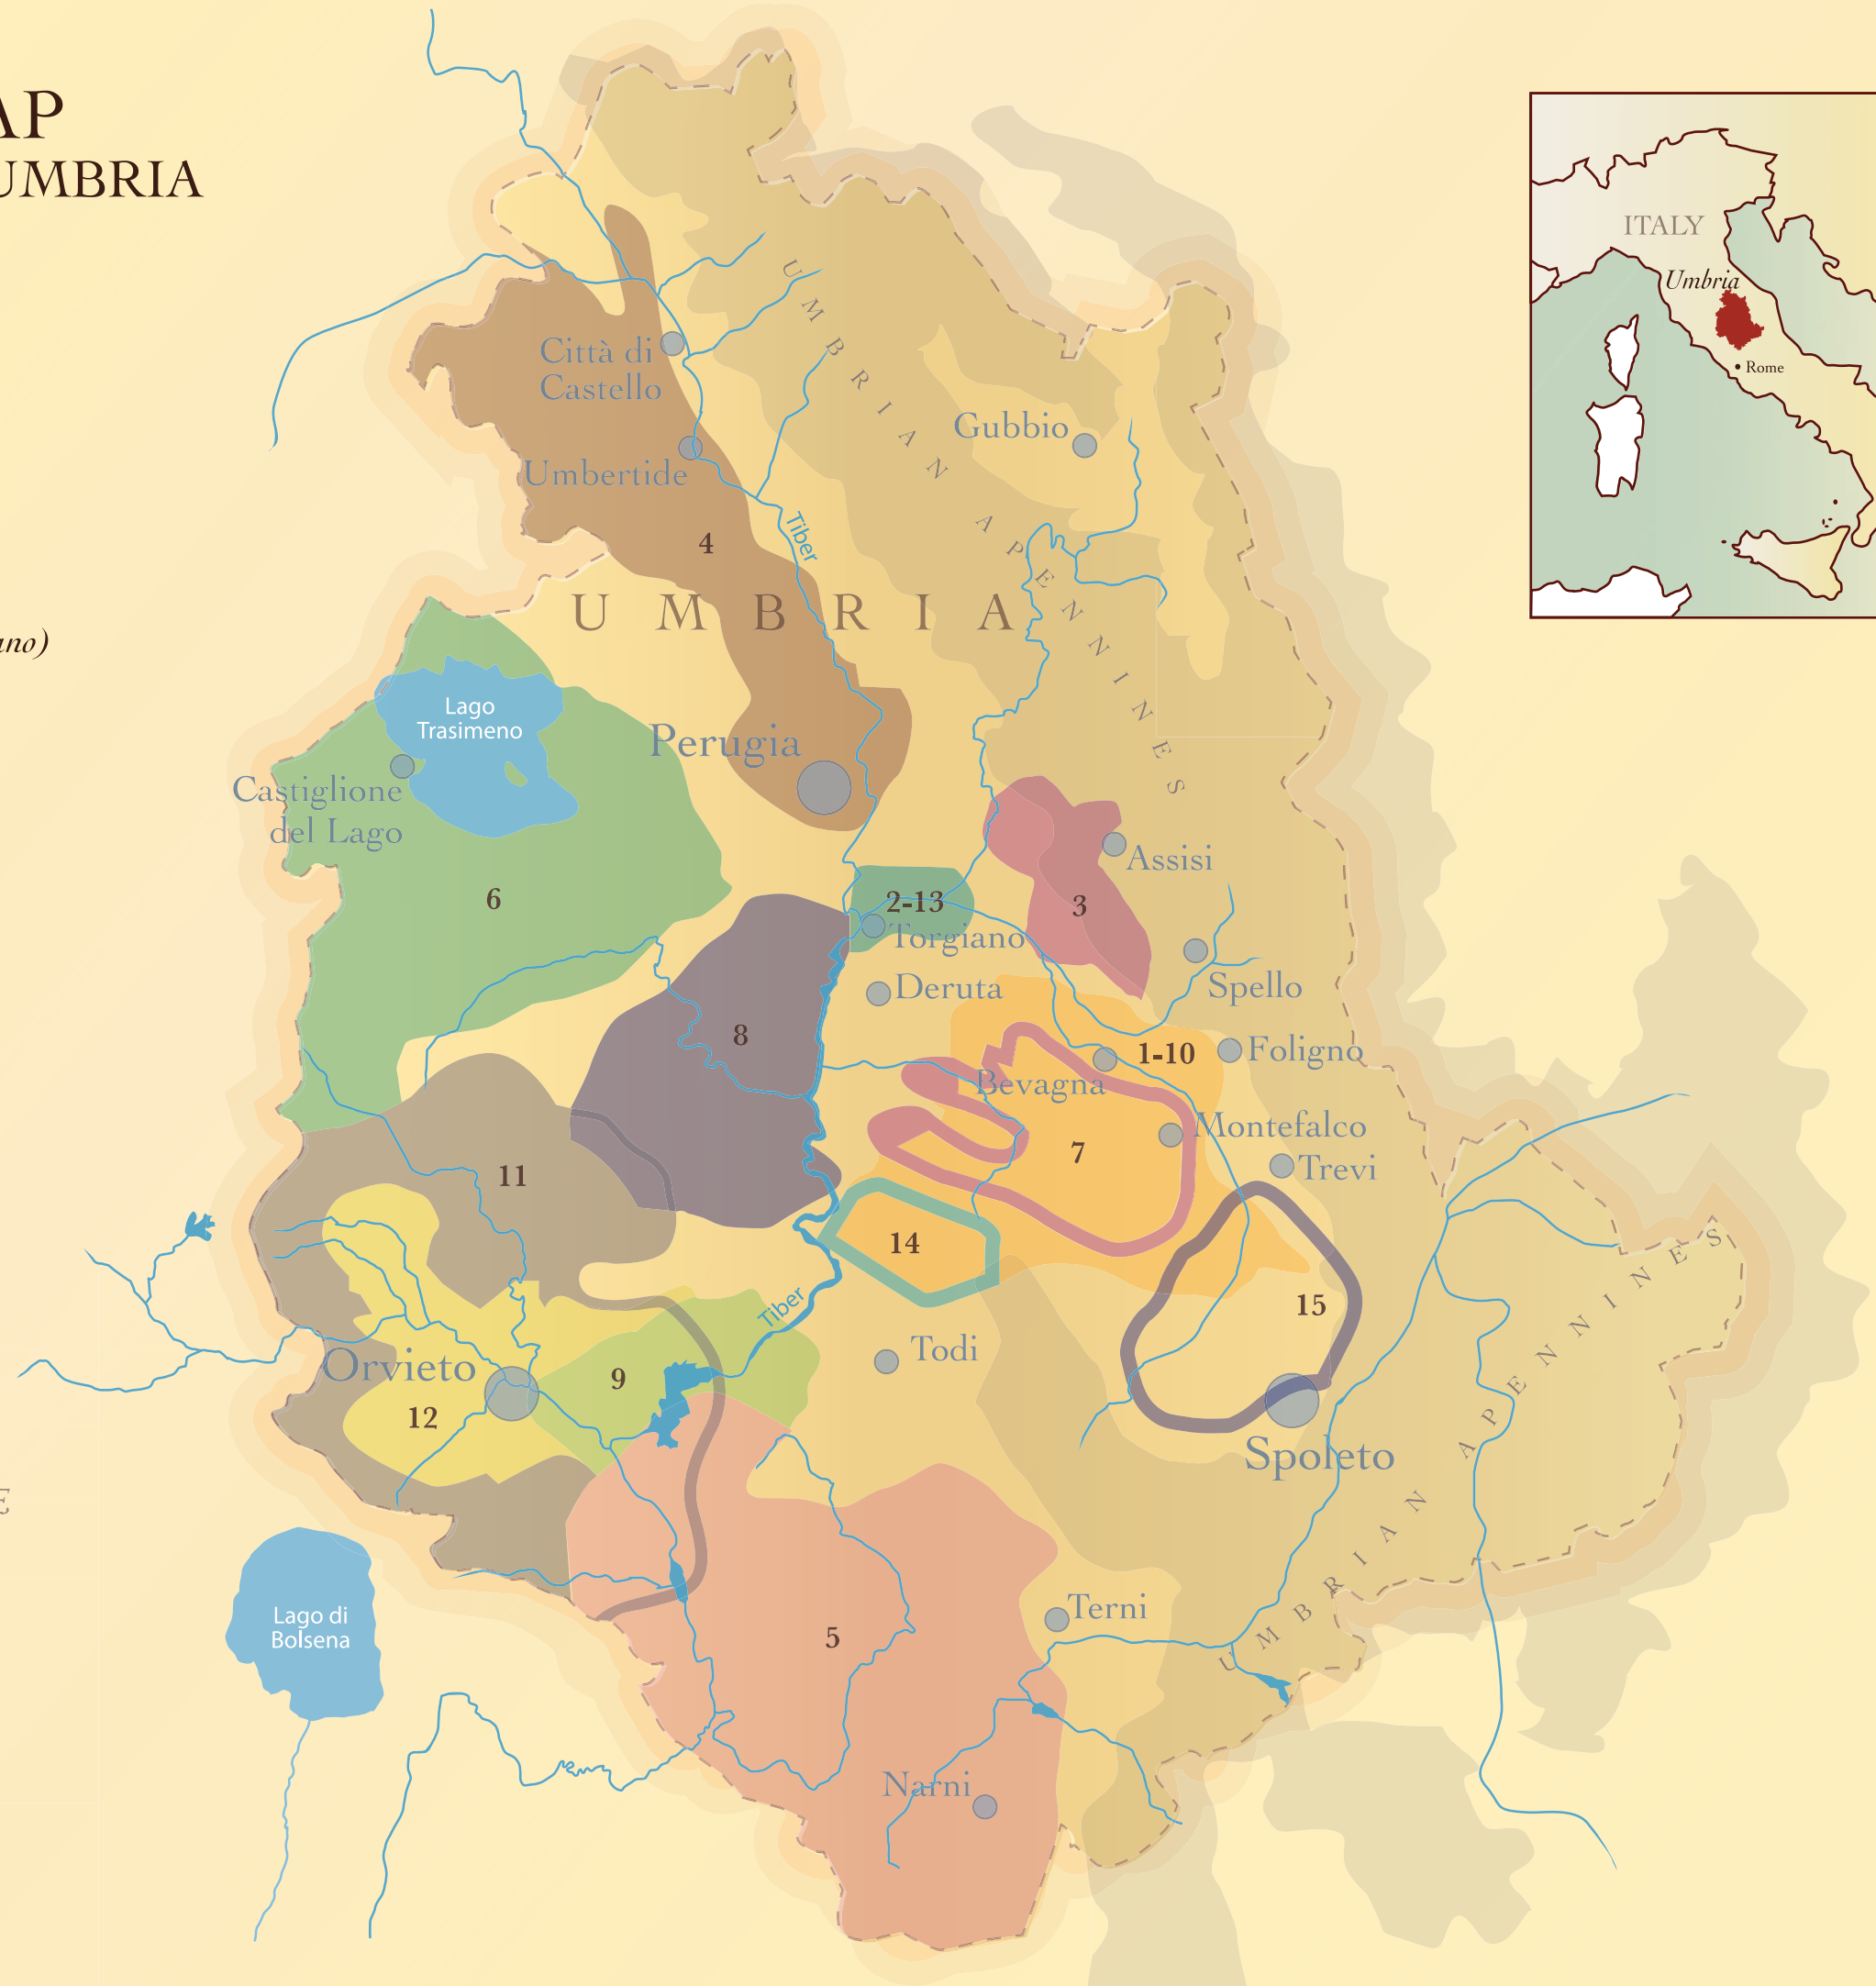 AP
UMBRIA
ano)
E
ITALY
Umbria
Rome
UMBRIAN APENNINES
Città di
Castello
Gubbio
Umbertide
Tiber
4
UMBRIA
Lago
Trasimeno
Perugia
Castiglione
del Lago
Assisi
6
2-13
3
Torgiano
Deruta
Spello
8
1-10
Foligno
Bevagna
Montefalco
7
Trevi
11
14
15
Tiber
Todi
Orvieto
9
12
Spoleto
UMBRIAN APENNINES
Lago di
Bolsena
Terni
5
Narni